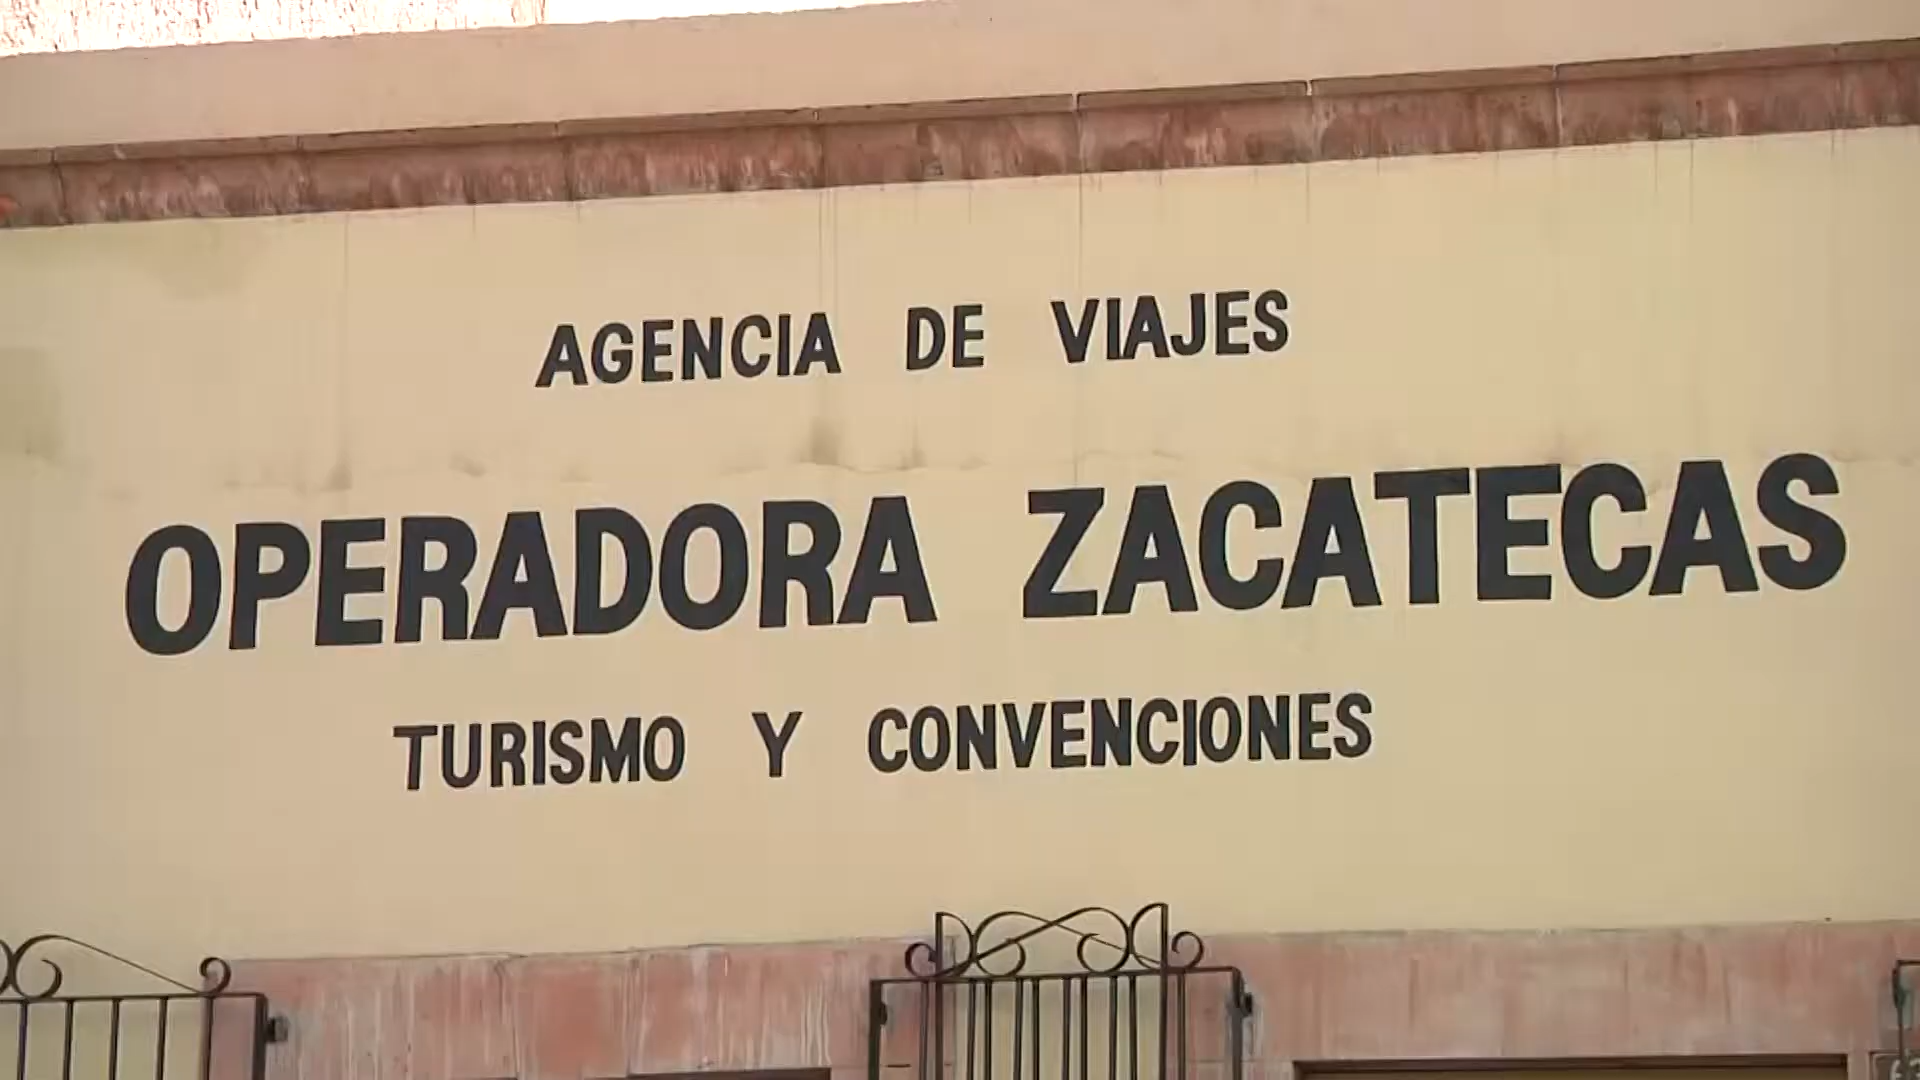 AGENCIA DE VIAJES
OPERADORA ZACATECAS
TURISMO Y CONVENCIONES